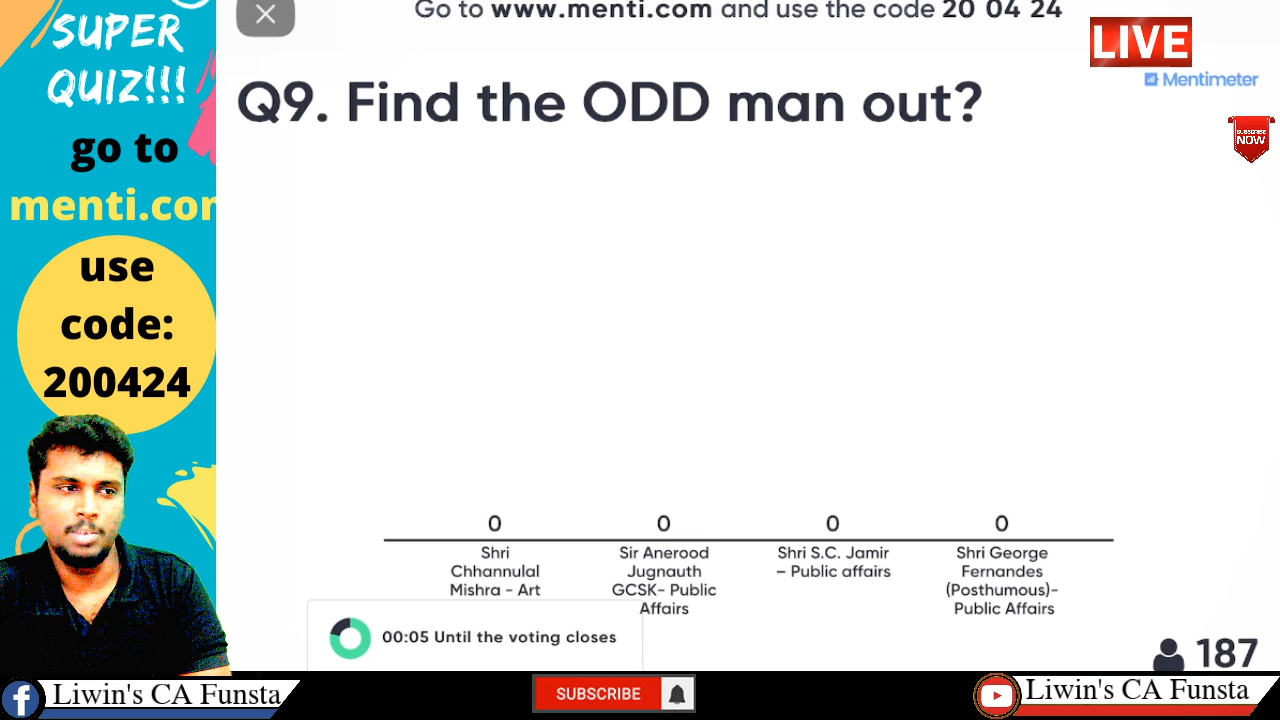 SUPER
QUIZ!!!
go to
menti.con
use
code:
200424
Go to www.menti.com and use the code 20 04 24
LIVE
Mentimeter
SUBSCRIBE
NOW
Q9. Find the ODD man out?
0 0 0 0
Shri
Chhannulal
Mishra - Art
Sir Anerood
Jugnauth
GCSK- Public
Affairs
Shri S.C. Jamir
– Public affairs
Shri George
Fernandes
(Posthumous)-
Public Affairs
00:05 Until the voting closes
187
Liwin's CA Funsta
SUBSCRIBE
Liwin's CA Funsta